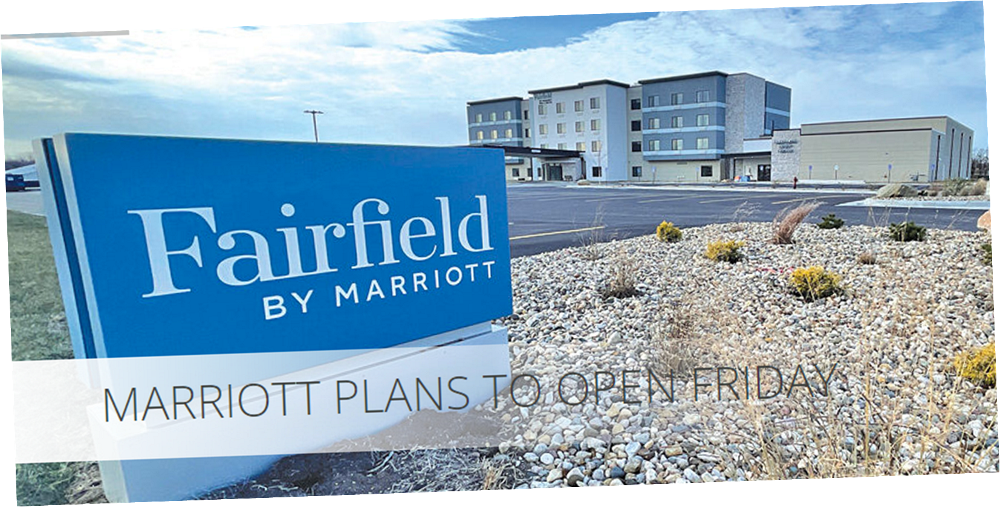 Fairfield
BY MARRIOTT
MARRIOTT PLANS TO OPEN FRIDAY